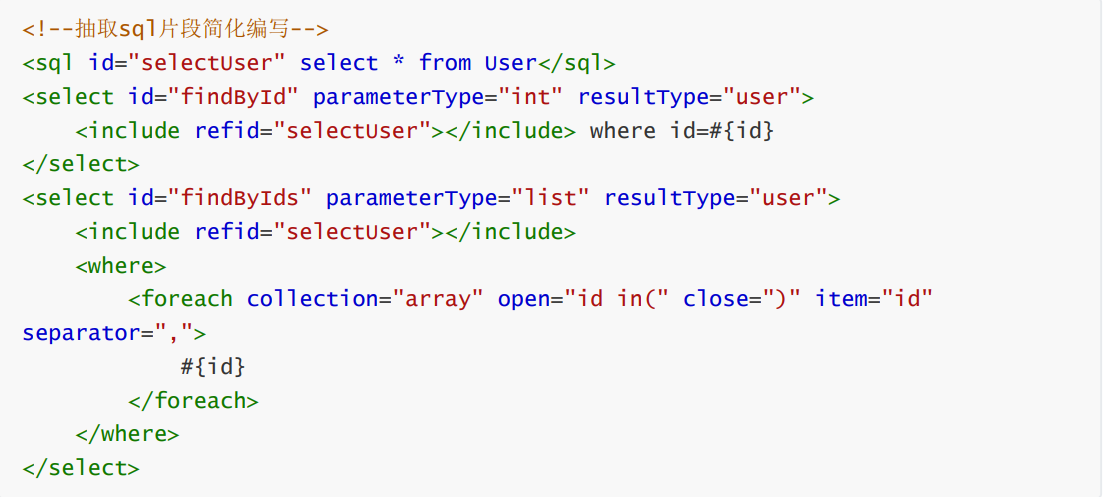 <!--抽取sql片段简化编写-->
<sql id="selectUser" select * from User</sql>
<select id="findById" parameterType="int" resultType="user">
    <include refid="selectUser"></include> where id=#{id}
</select>
<select id="findByIds" parameterType="list" resultType="user">
    <include refid="selectUser"></include>
    <where>
        <foreach collection="array" open="id in(" close=")" item="id"
separator=",">
            #{id}
        </foreach>
    </where>
</select>